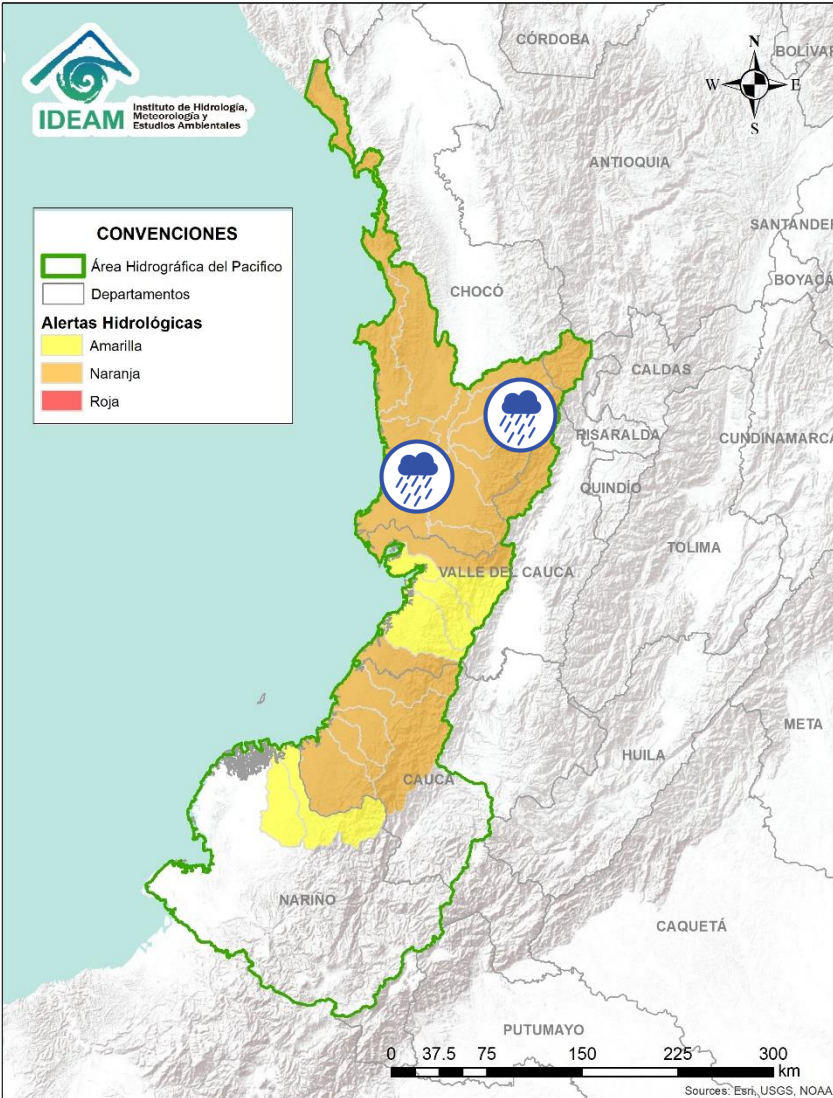 IDEAM
Instituto de Hidrología,
Meteorología y
Estudios Ambientales
CÓRDOBA
BOLÍVAR
N
W
E
S
ANTIOQUIA
SANTANDER
BOYACÁ
CONVENCIONES
Área Hidrográfica del Pacifico
Departamentos
Alertas Hidrológicas
Amarilla
Naranja
Roja
CHOCÓ
CALDAS
RISARALDA
CUNDINAMARCA
QUINDÍO
TOLIMA
VALLE DEL CAUCA
META
HUILA
CAUCA
NARIÑO
CAQUETÁ
PUTUMAYO
0 37.5 75 150 225 300
km
Sources: Esri, USGS, NOAA